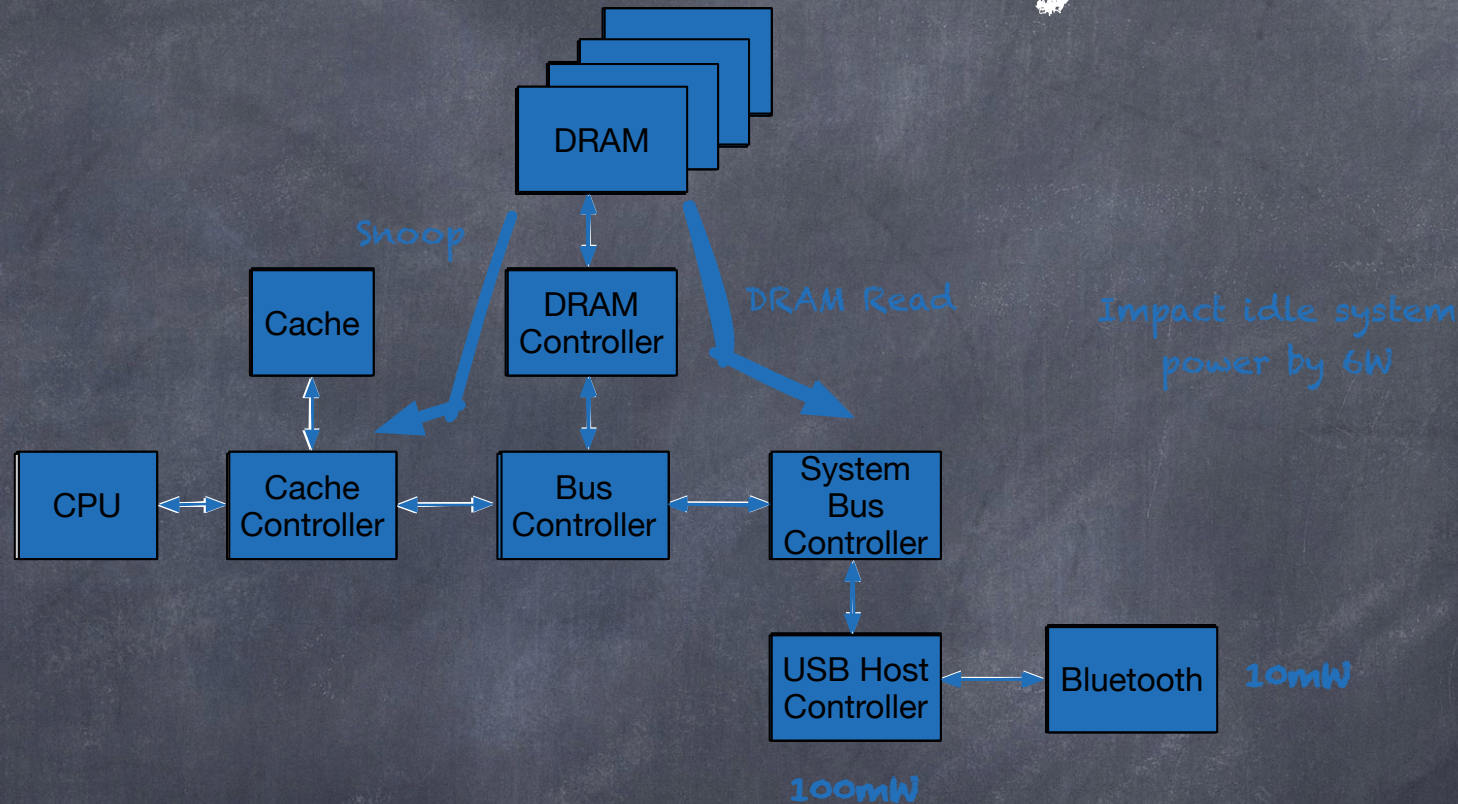 DRAM
Snoop
Cache
DRAM
Controller
DRAM Read
Impact idle system
power by 6W
CPU
Cache
Controller
Bus
Controller
System
Bus
Controller
USB Host
Controller
Bluetooth
10mW
100mW